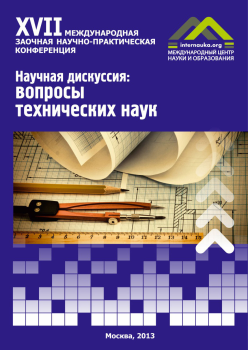 XVII МЕЖДУНАРОДНАЯ
ЗАОЧНАЯ НАУЧНО-ПРАКТИЧЕСКАЯ
КОНФЕРЕНЦИЯ
internauka.org
МЕЖДУНАРОДНЫЙ ЦЕНТР
НАУКИ И ОБРАЗОВАНИЯ
Научная дискуссия:
вопросы
технических наук
Москва, 2013